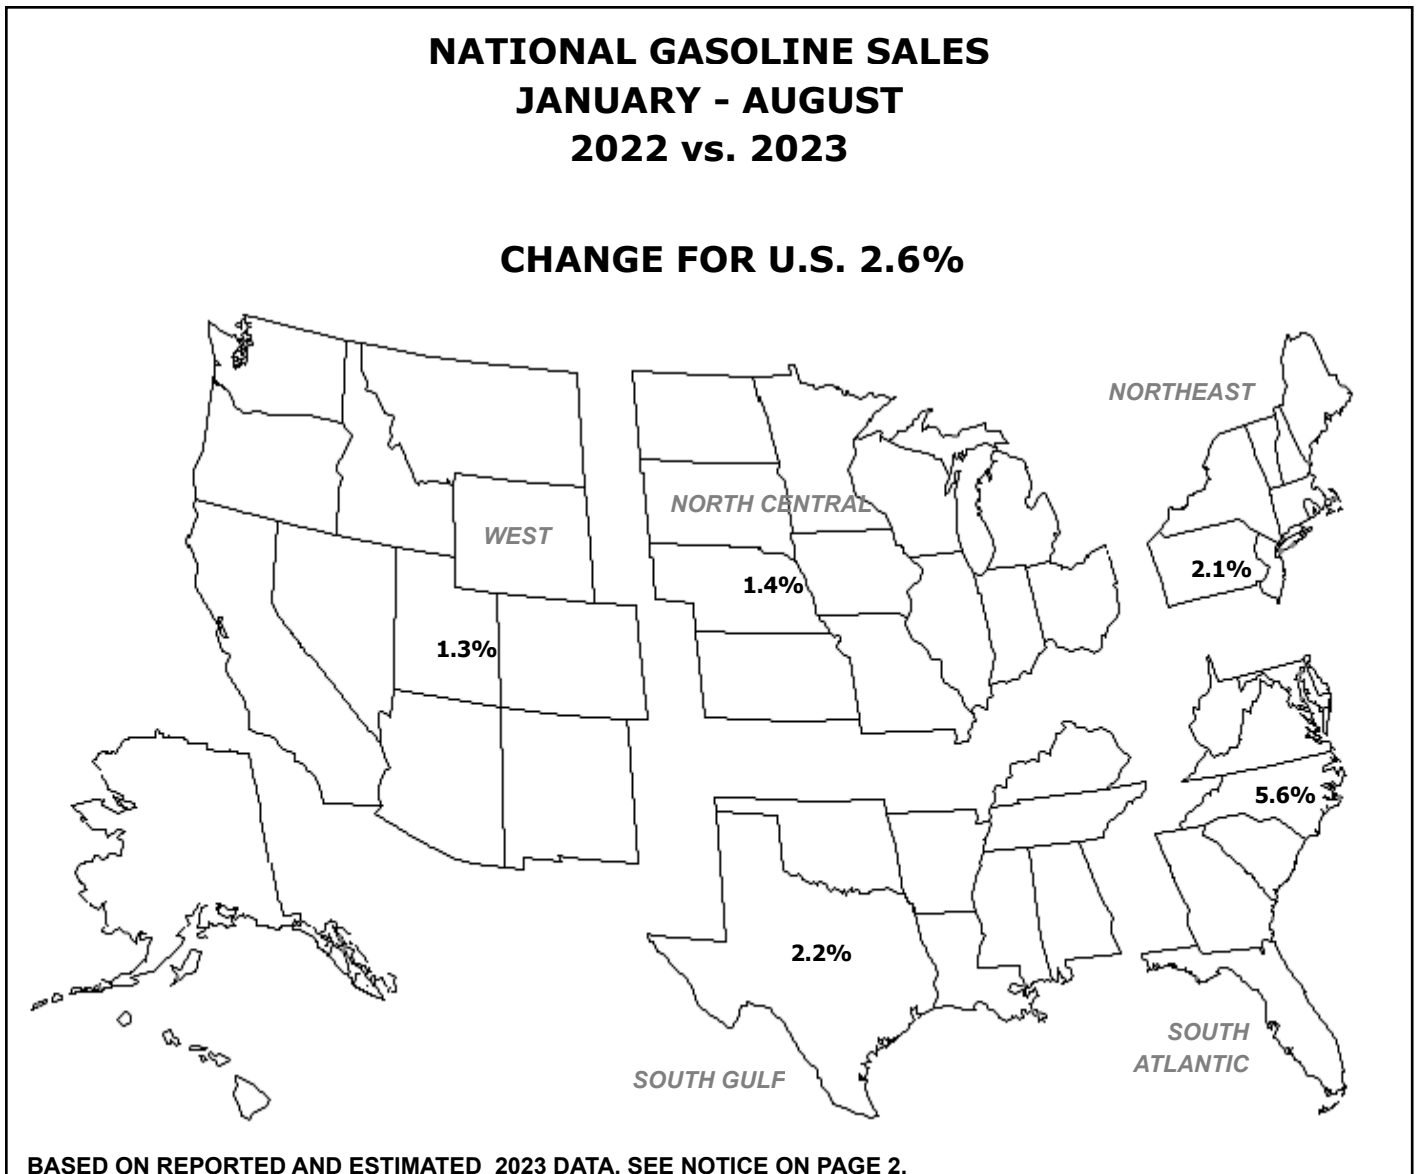 NATIONAL GASOLINE SALES
JANUARY - AUGUST
2022 vs. 2023
CHANGE FOR U.S. 2.6%
NORTHEAST
NORTH CENTRAL
WEST
2.1%
1.4%
1.3%
5.6%
2.2%
SOUTH
ATLANTIC
SOUTH GULF
BASED ON REPORTED AND ESTIMATED  2023 DATA. SEE NOTICE ON PAGE 2.